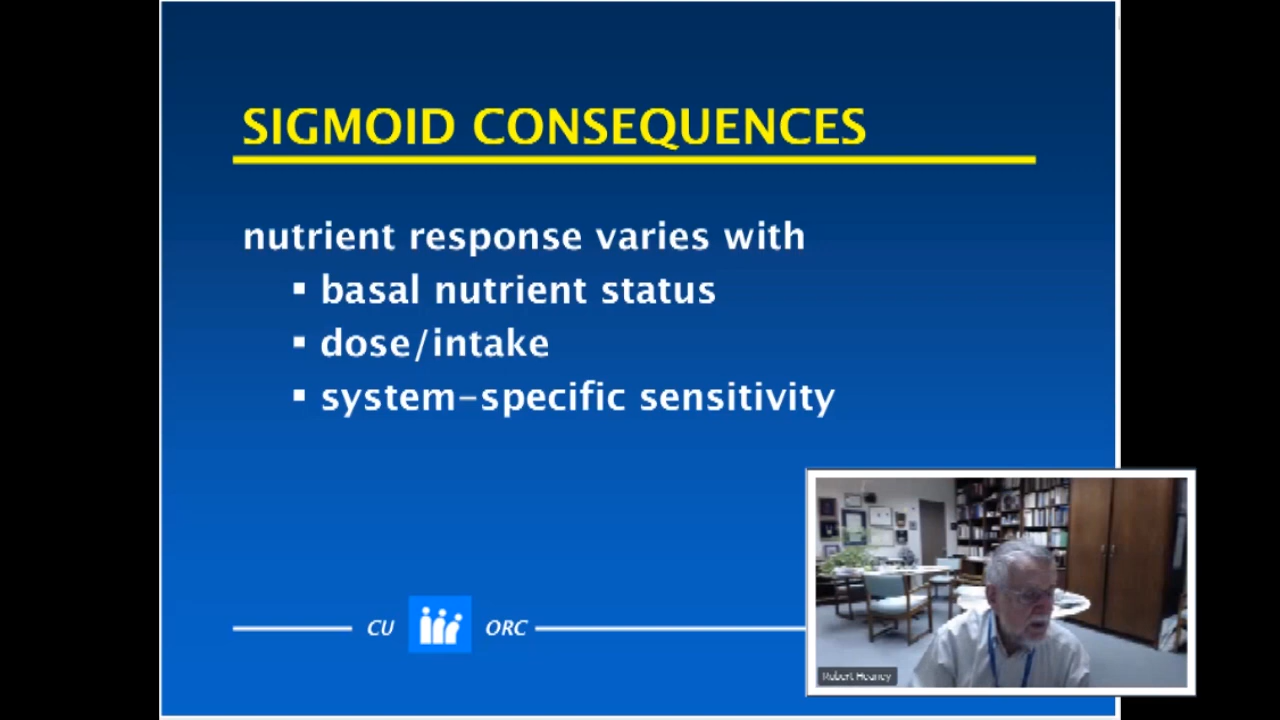 SIGMOID CONSEQUENCES
nutrient response varies with
▪ basal nutrient status
▪ dose/intake
▪ system-specific sensitivity
CU ORC
Robert Heaney